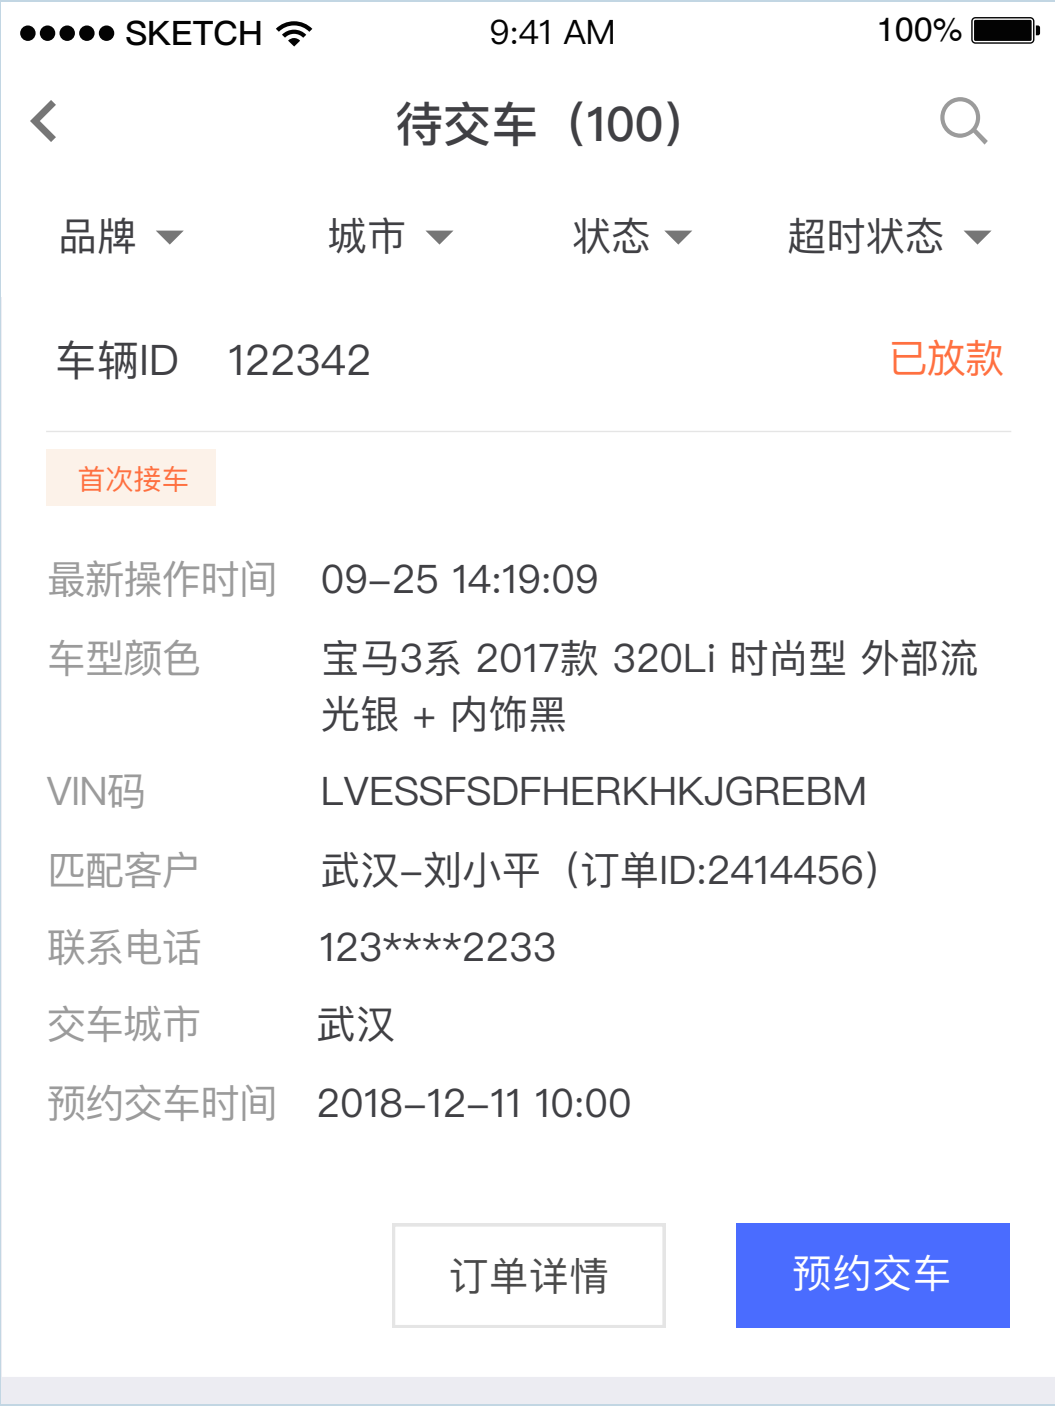 SKETCH 9:41 AM 100%
待交车（100）
品牌 城市 状态 超时状态
车辆ID 122342 已放款
首次接车
最新操作时间 09-25 14:19:09
车型颜色 宝马3系 2017款 320Li 时尚型 外部流
光银 + 内饰黑
VIN码 LVESSFSDFHERKHKJGREBM
匹配客户 武汉-刘小平（订单ID:2414456）
联系电话 123****2233
交车城市 武汉
预约交车时间 2018-12-11 10:00
订单详情 预约交车